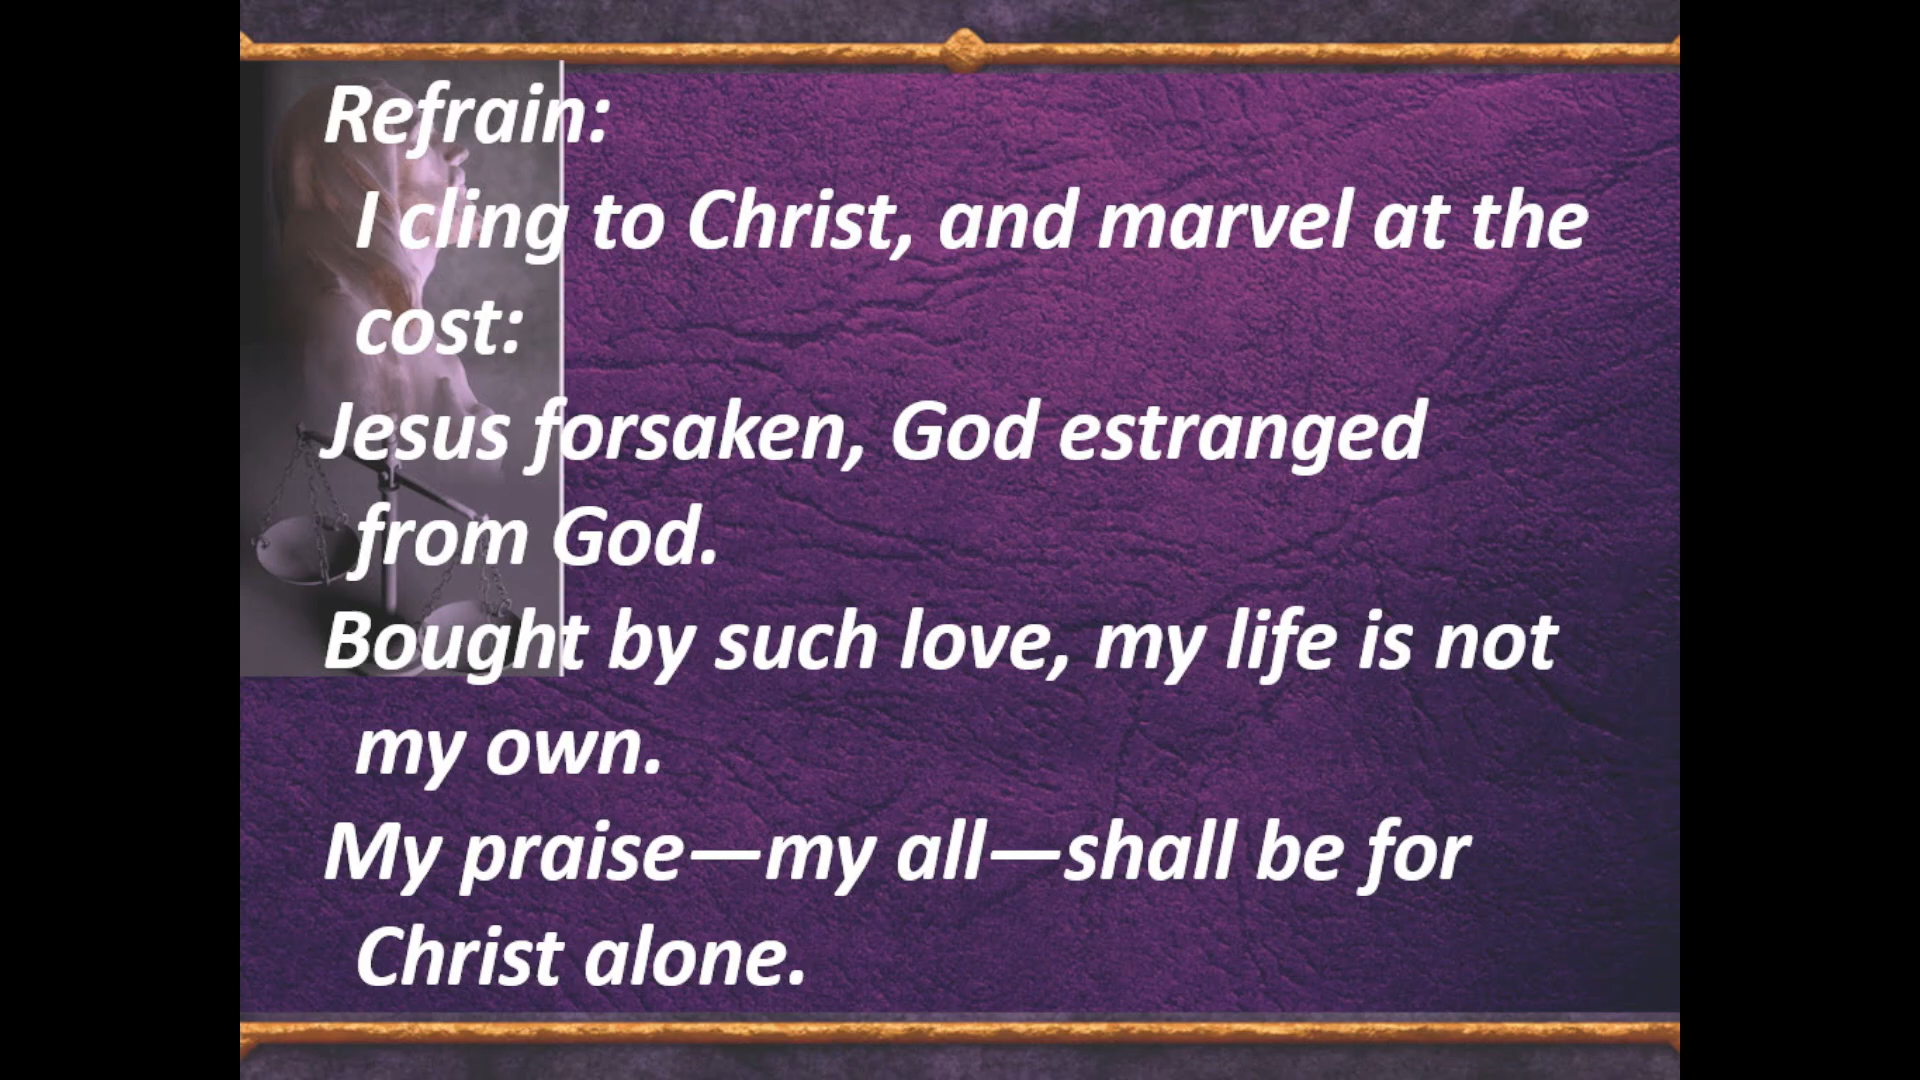 Refrain:
I cling to Christ, and marvel at the
cost:
Jesus forsaken, God estranged
from God.
Bought by such love, my life is not
my own.
My praise—my all—shall be for
Christ alone.